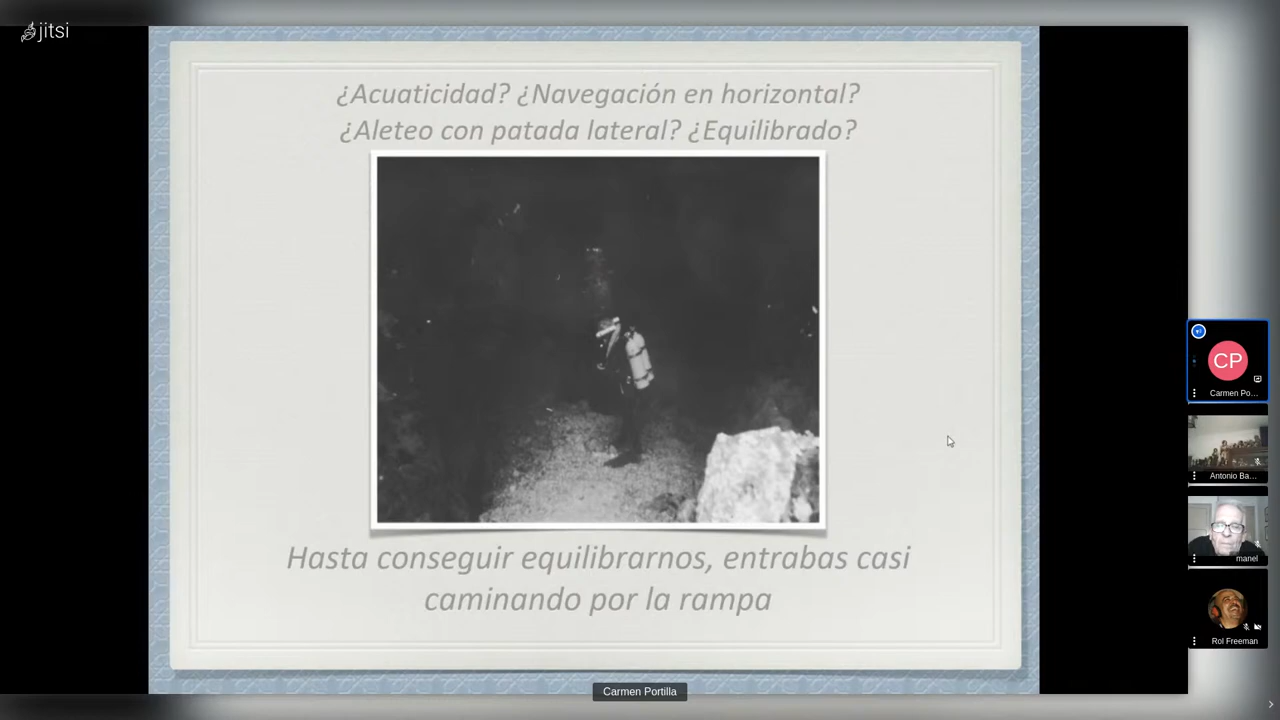 jitsi
¿Acuaticidad? ¿Navegación en horizontal?
¿Aleteo con patada lateral? ¿Equilibrado?
Hasta conseguir equilibrarnos, entrabas casi
caminando por la rampa
CP
Carmen Po...
Antonio Ba...
manel
Rol Freeman
Carmen Portilla